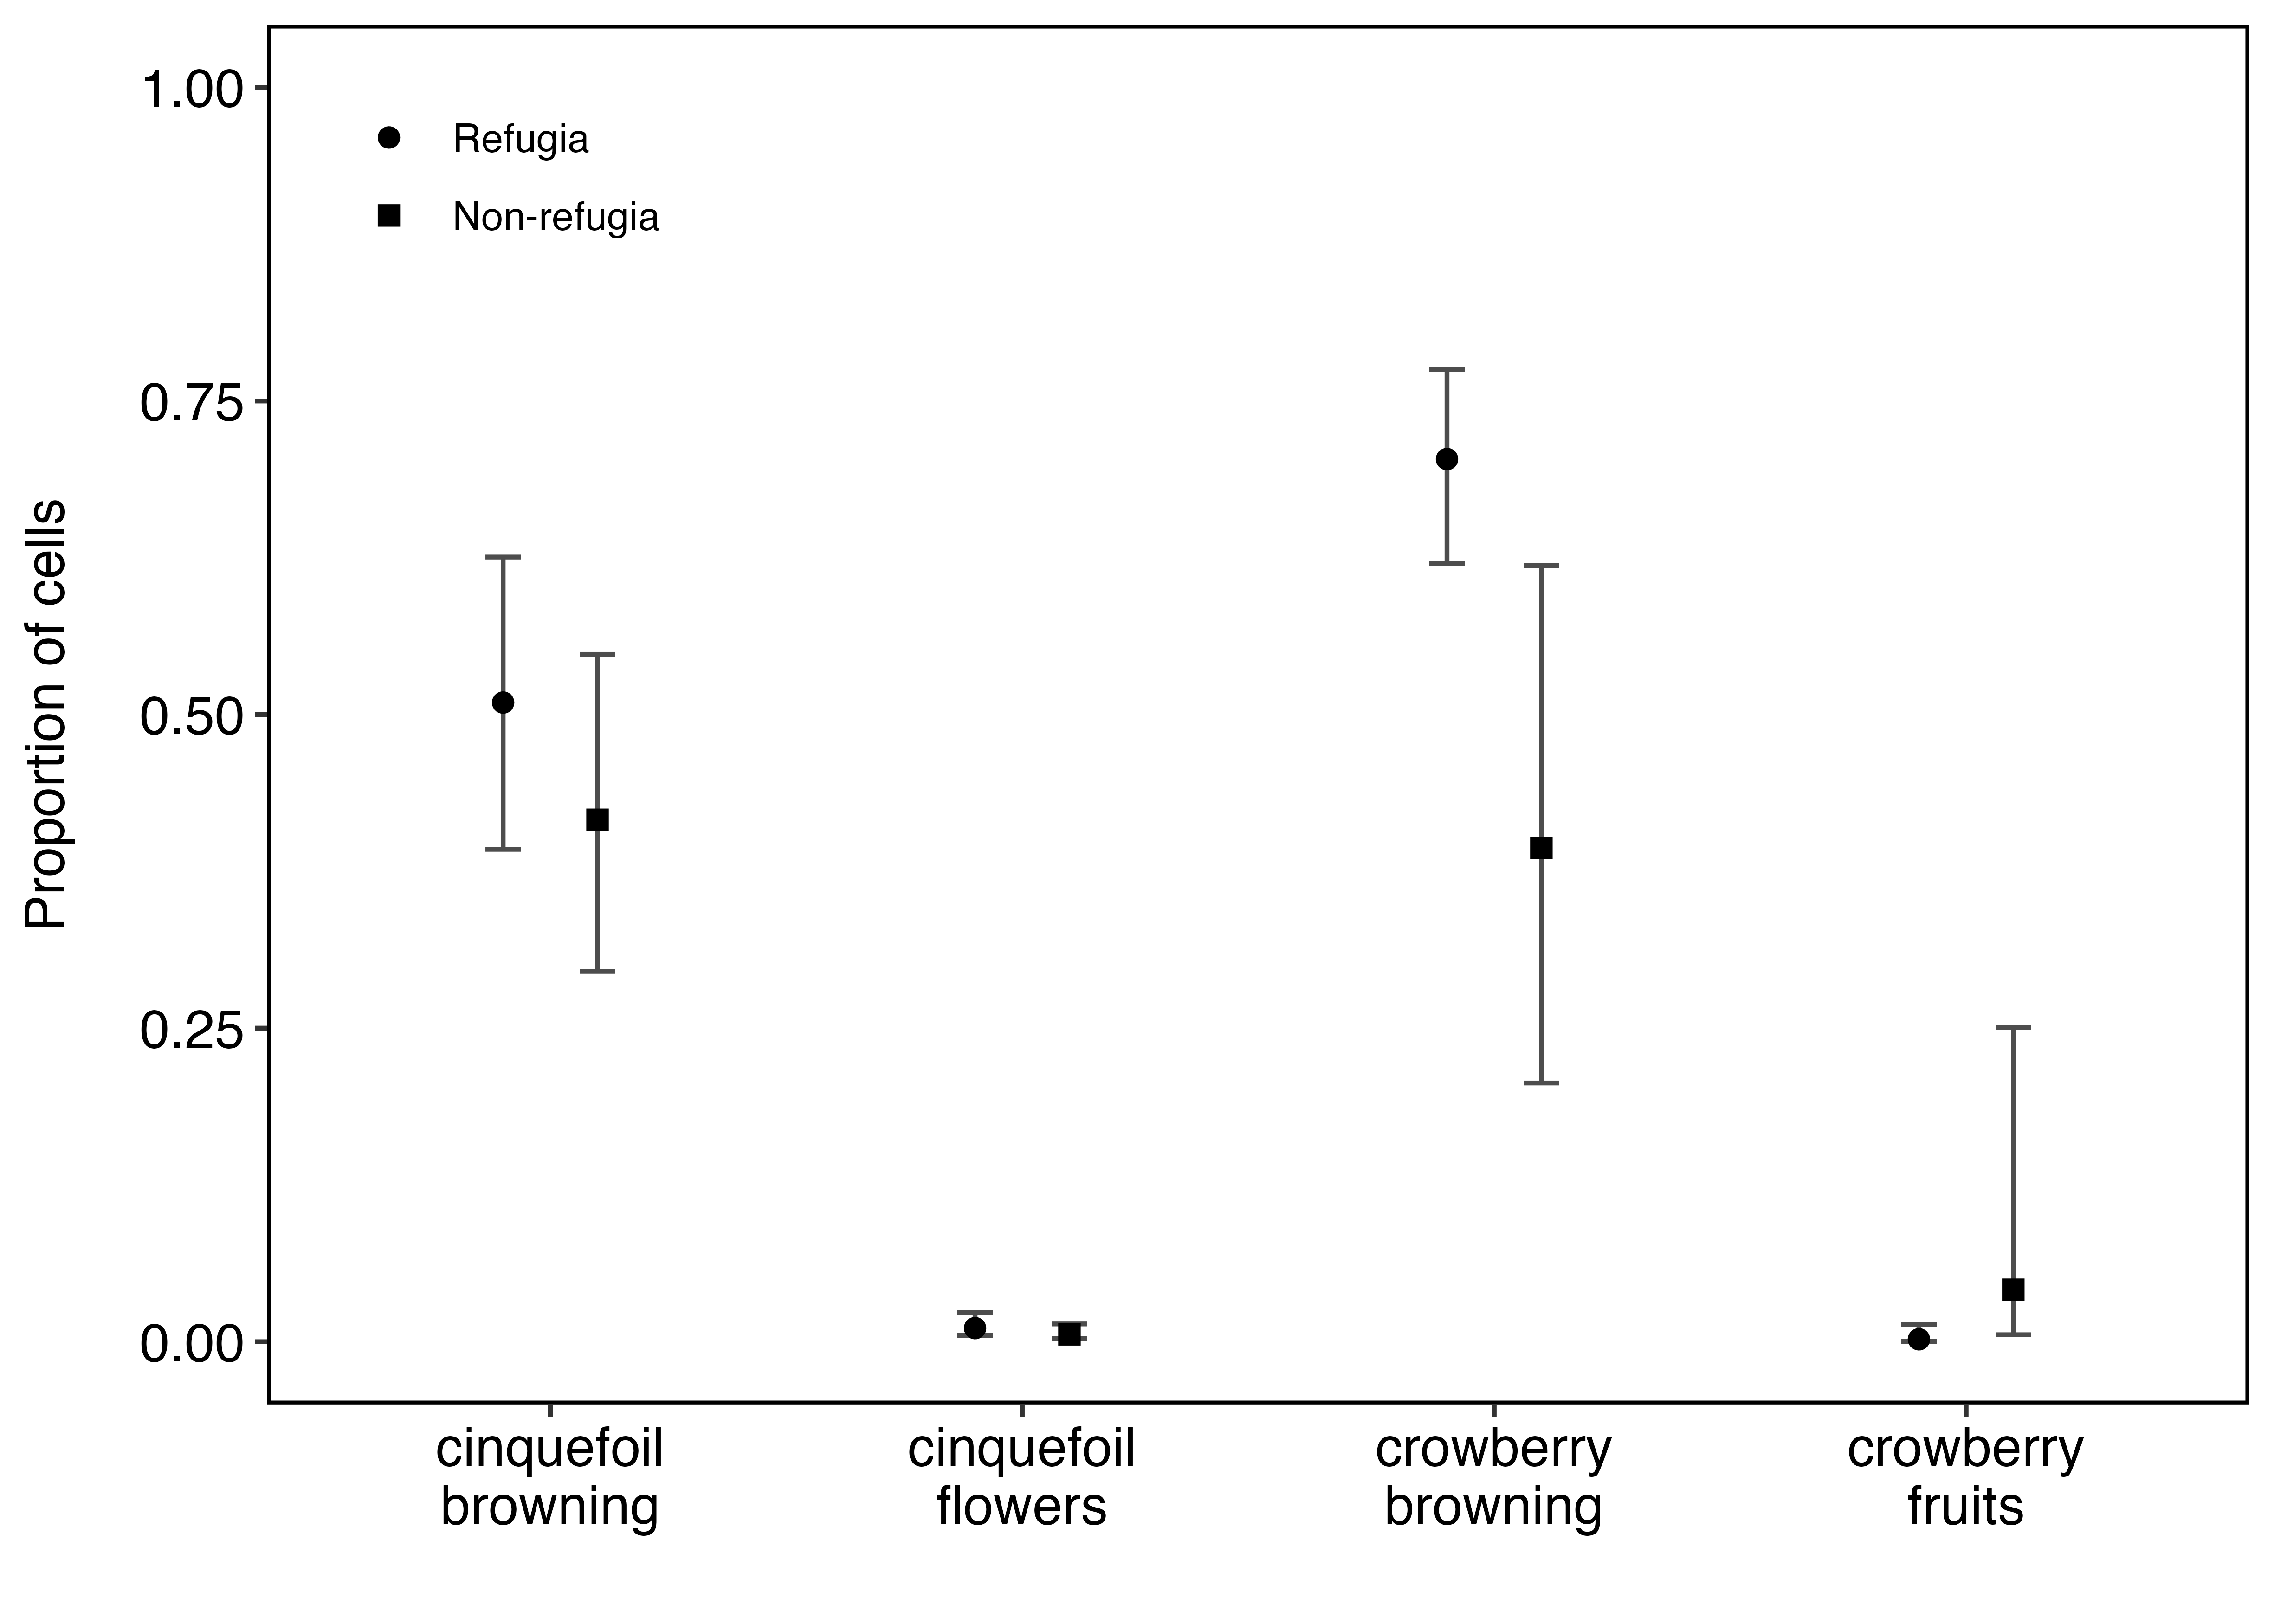 1.00
Refugia
Non-refugia
0.75
0.50
0.25
0.00
Proportion of cells
cinquefoil browning
cinquefoil flowers
crowberry browning
crowberry fruits